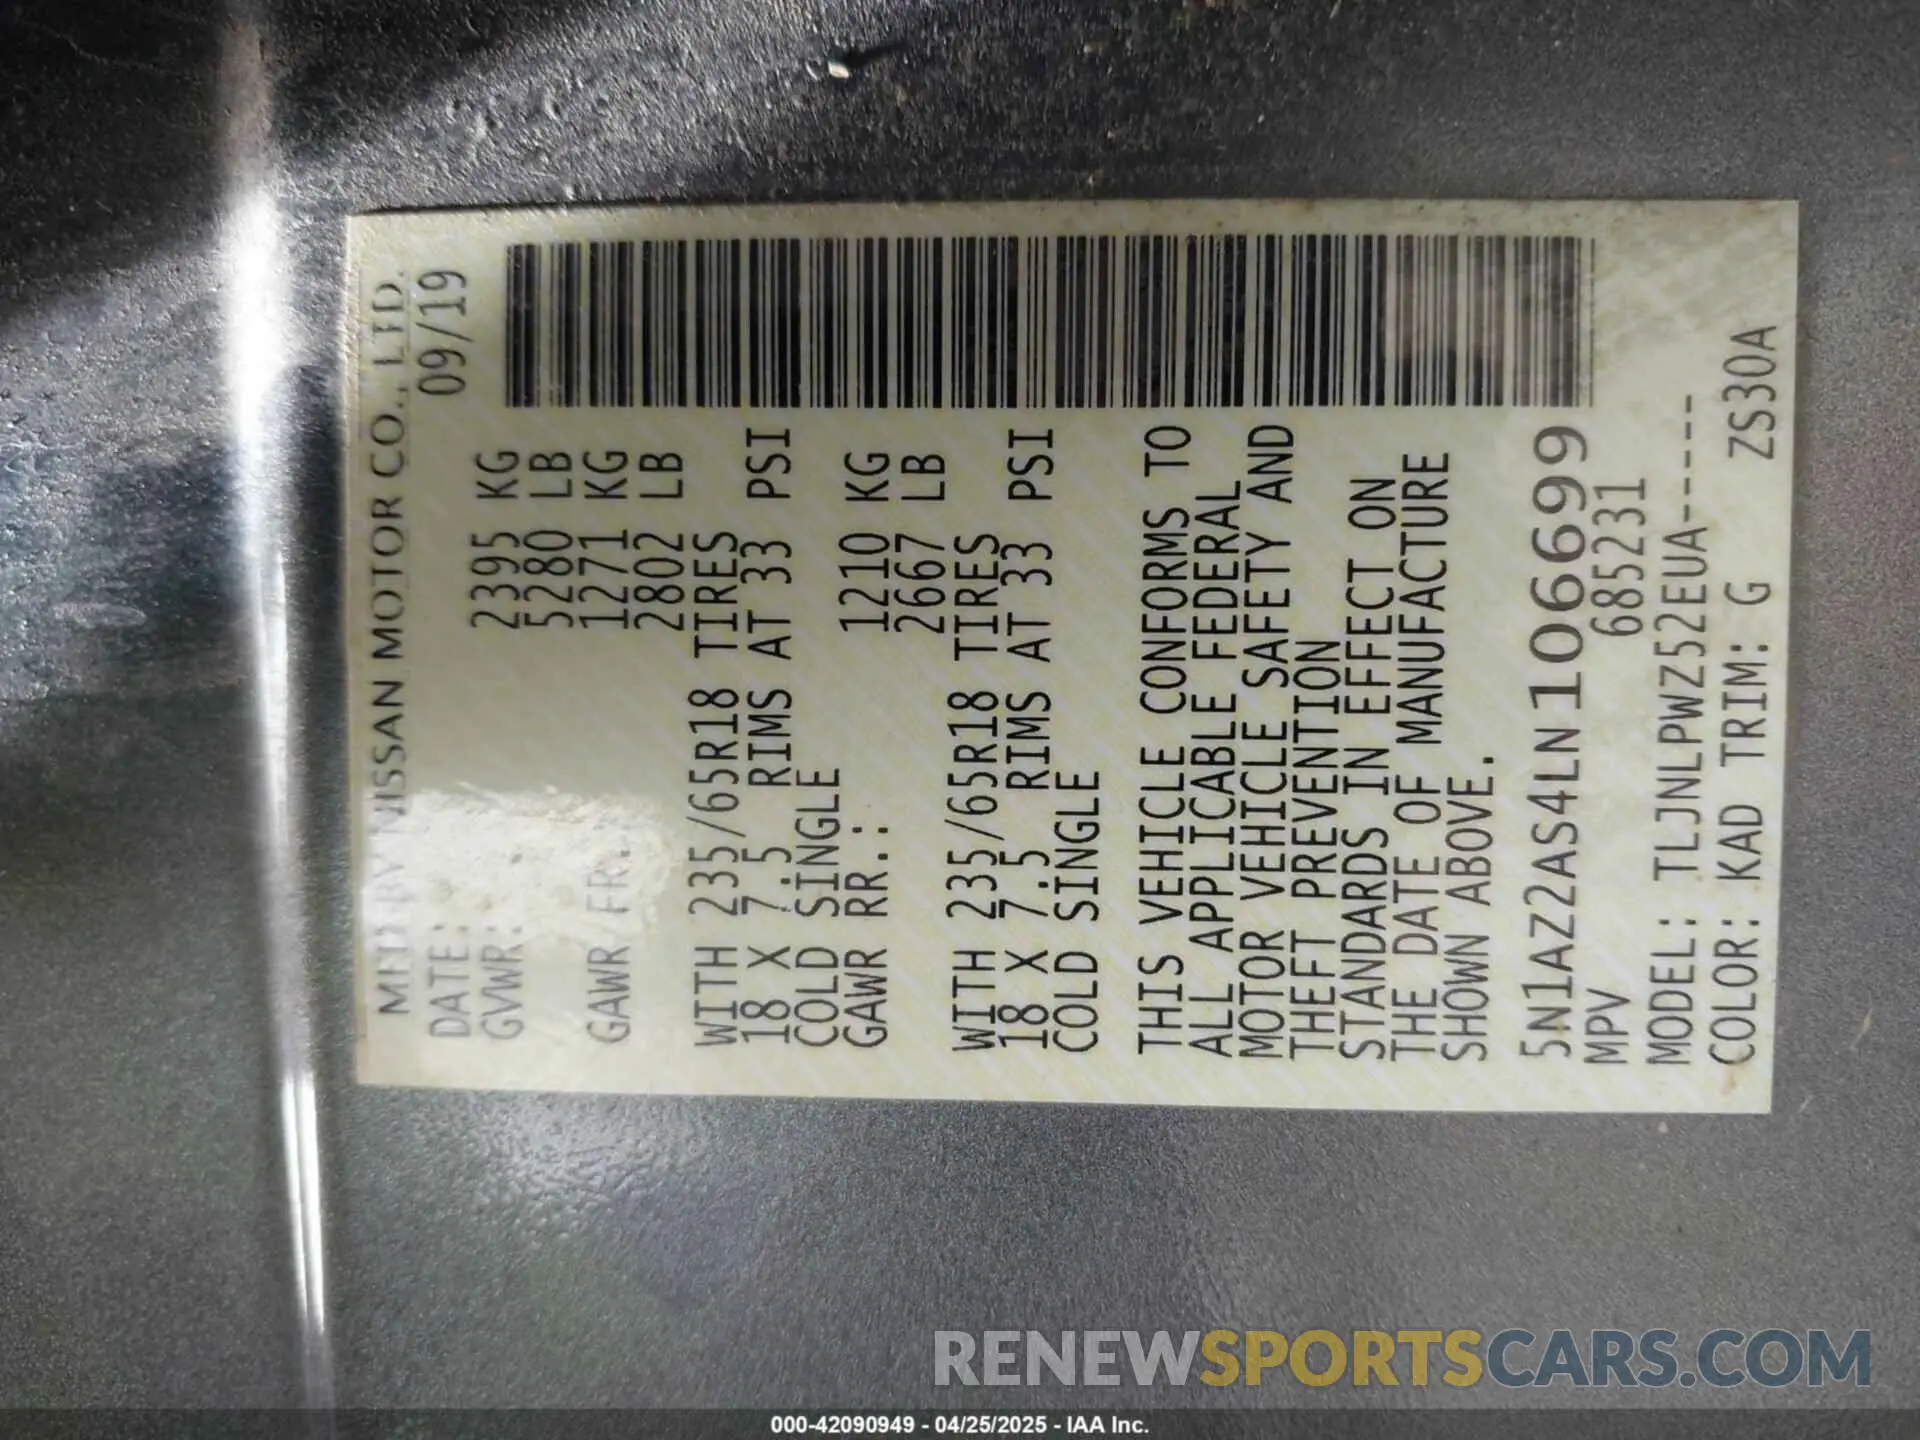 MFD BY NISSAN MOTOR CO., LTD.
DATE: 09/19
GVWR: 2395 KG
5280 LB
GAWR FR.: 1271 KG
2802 LB
WITH 235/65R18 TIRES
18 X 7.5 RIMS AT 33 PSI
COLD SINGLE
GAWR RR.: 1210 KG
2667 LB
WITH 235/65R18 TIRES
18 X 7.5 RIMS AT 33 PSI
COLD SINGLE
THIS VEHICLE CONFORMS TO
ALL APPLICABLE FEDERAL
MOTOR VEHICLE SAFETY AND
THEFT PREVENTION
STANDARDS IN EFFECT ON
THE DATE OF MANUFACTURE
SHOWN ABOVE.
5N1AZ2AS4LN106699
MPV 685231
MODEL: TLJNLPWZ52EUA-----
COLOR: KAD TRIM: G ZS30A
RENEWSPORTSCARS.COM
000-42090949 - 04/25/2025 - IAA Inc.